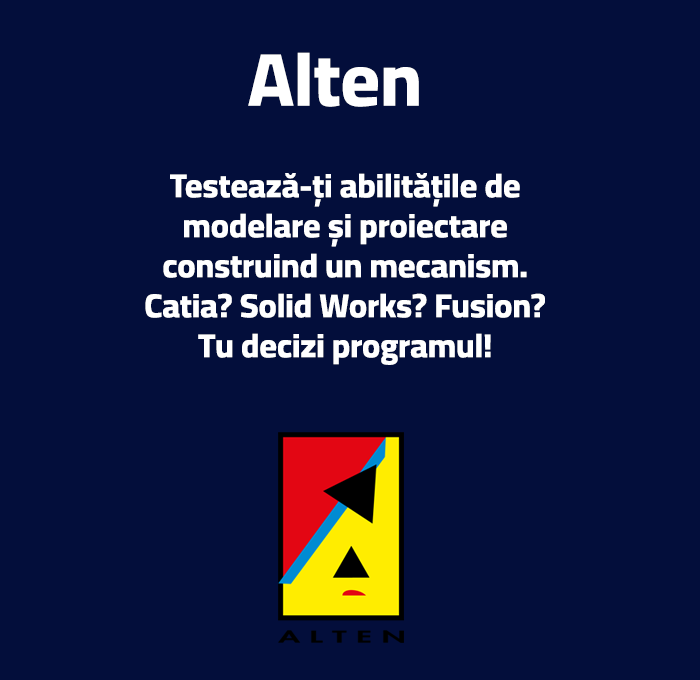 Alten
Testează-ți abilitățile de
modelare și proiectare
construind un mecanism.
Catia? Solid Works? Fusion?
Tu decizi programul!
ALTEN